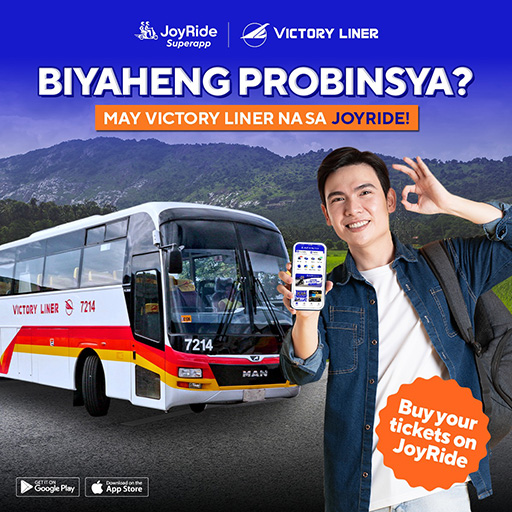 JoyRide
Superapp
VICTORY LINER
BIYAHENG PROBINSYA?
MAY VICTORY LINER NA SA JOYRIDE!
VICTORY LINER 7214
7214
MAN
Buy your
tickets on
JoyRide
GET IT ON
Google Play
Download on the
App Store